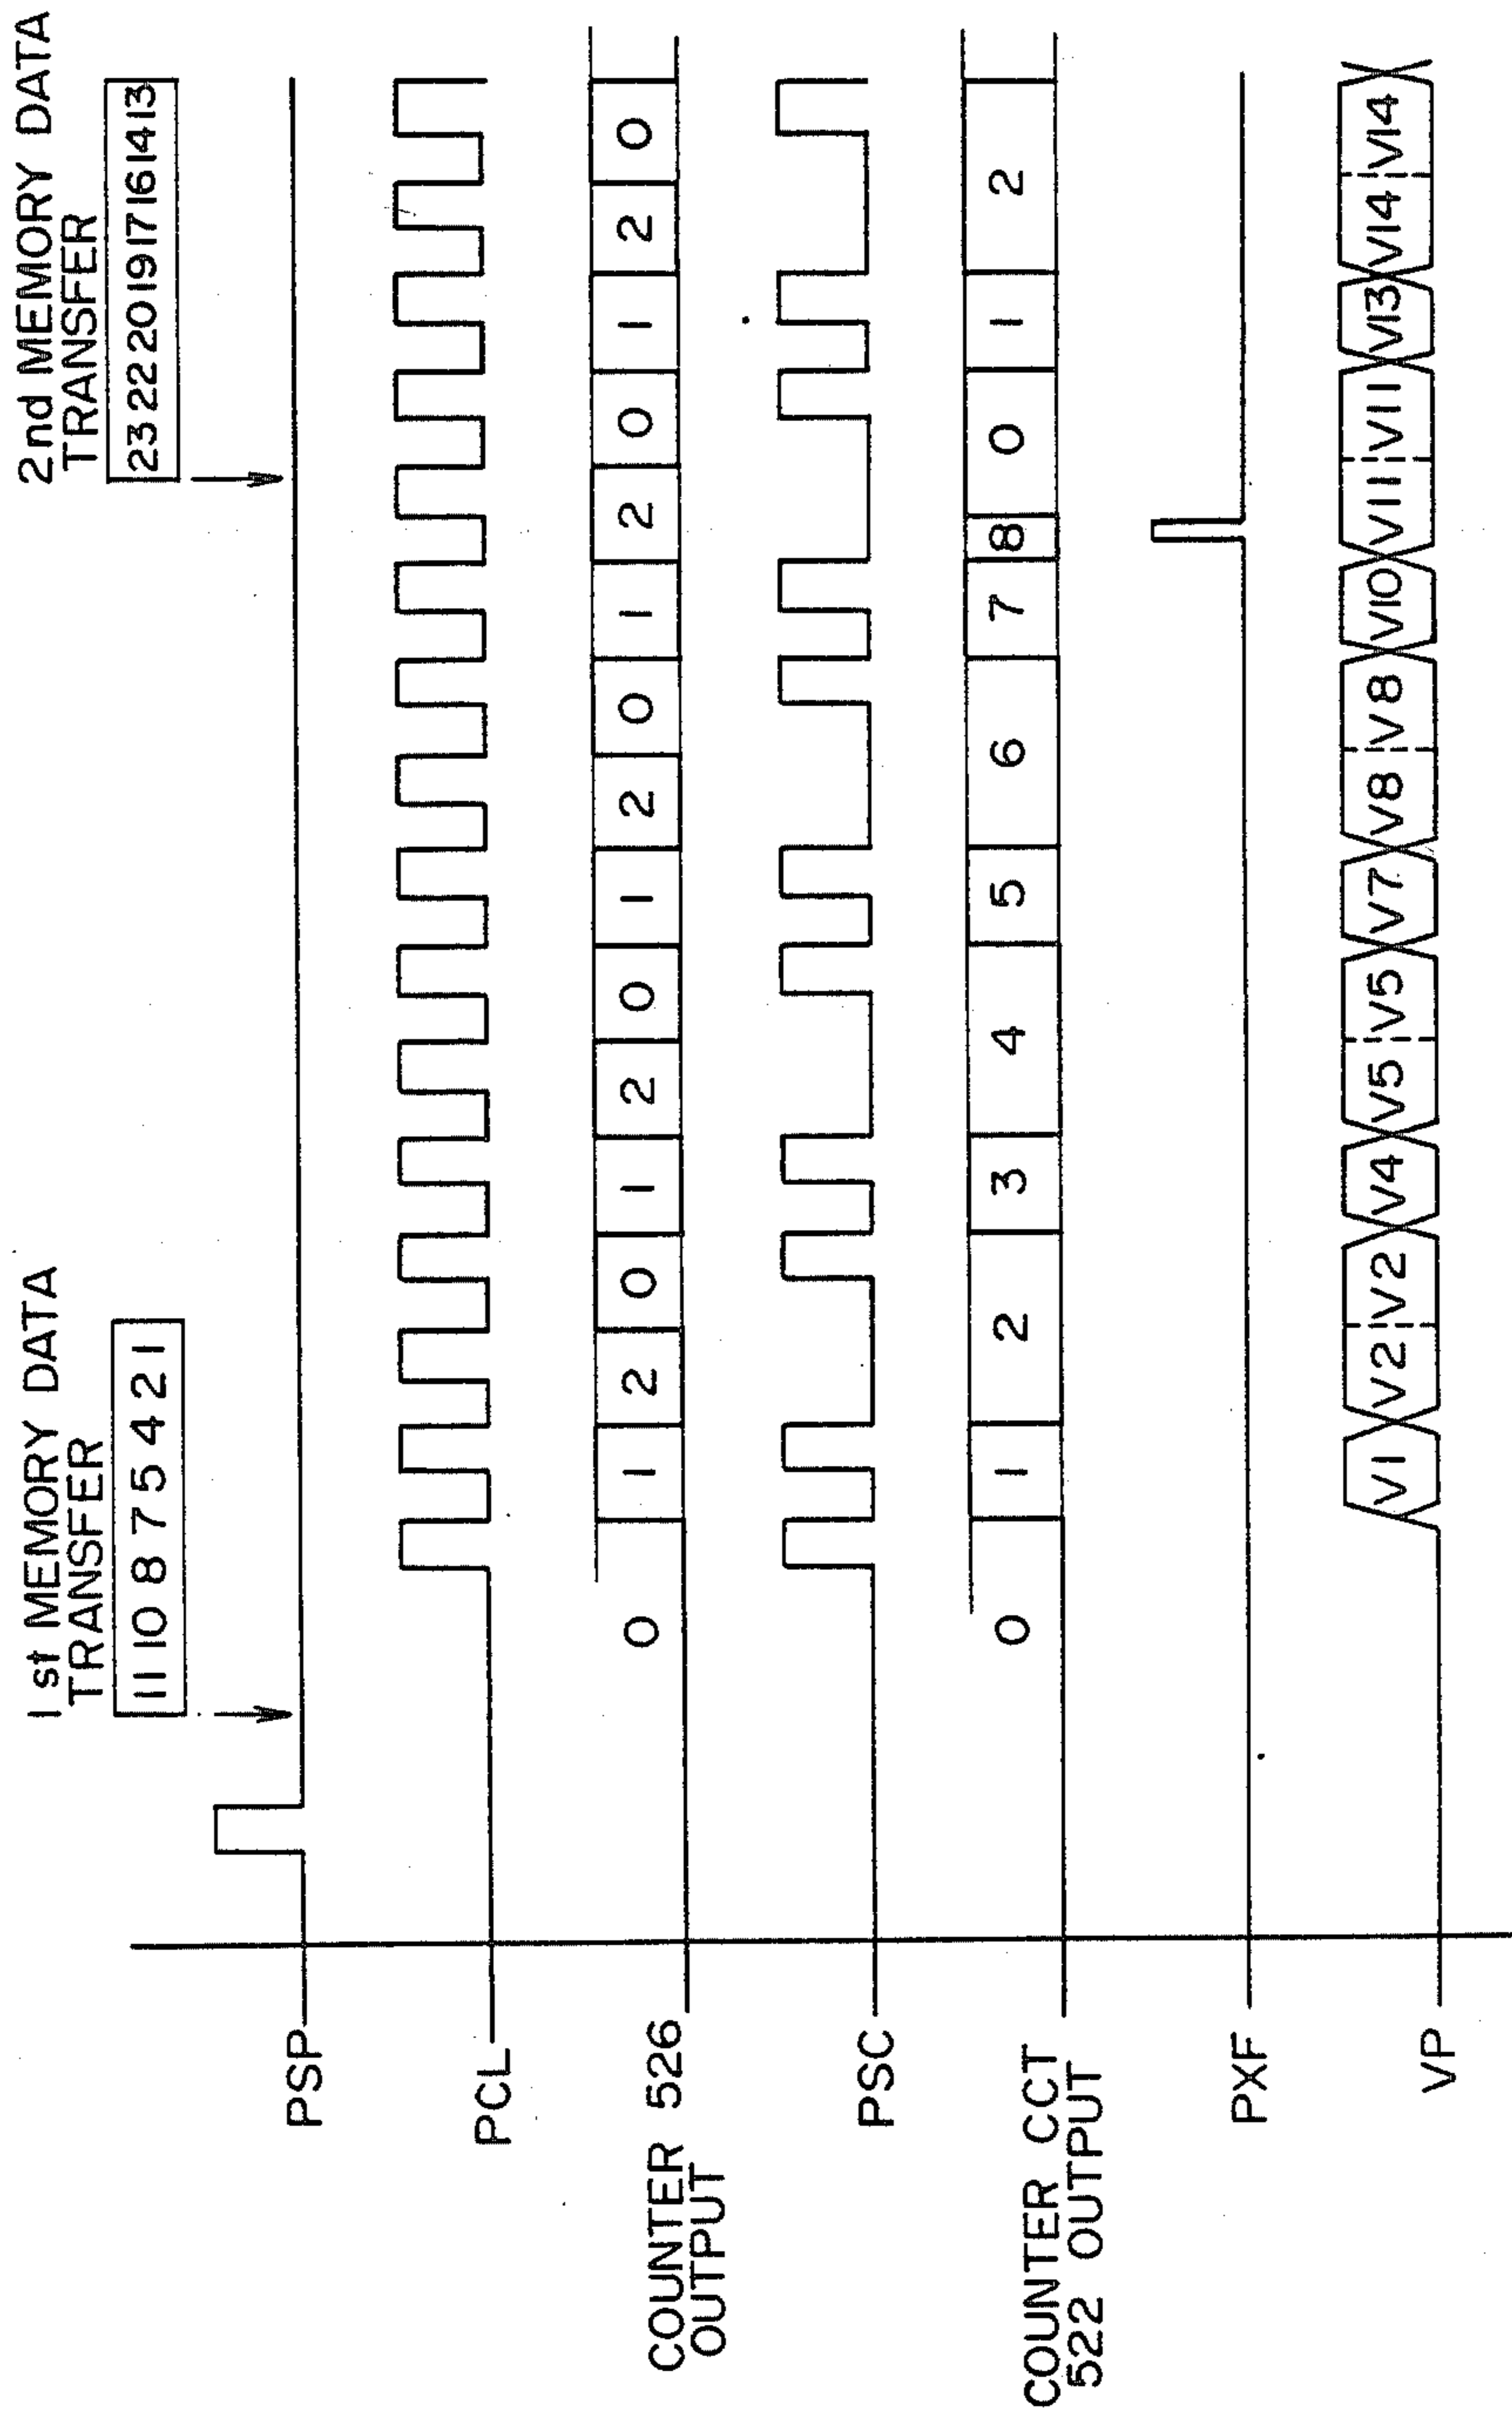 1st MEMORY DATA
TRANSFER
11 10 8 7 5 4 2 1
2nd MEMORY DATA
TRANSFER
23 22 20 19 17 16 14 13
PSP
PCL
COUNTER 526
OUTPUT
0 1 2 0 1 2 0 1 2 0 1 2 0 1 2 0
PSC
COUNTER CCT
522 OUTPUT
0 1 2 3 4 5 6 7 8 0 1 2
PXF
VP
V1 V2 V2 V4 V5 V5 V7 V8 V8 V10 V11 V11 V13 V14 V14